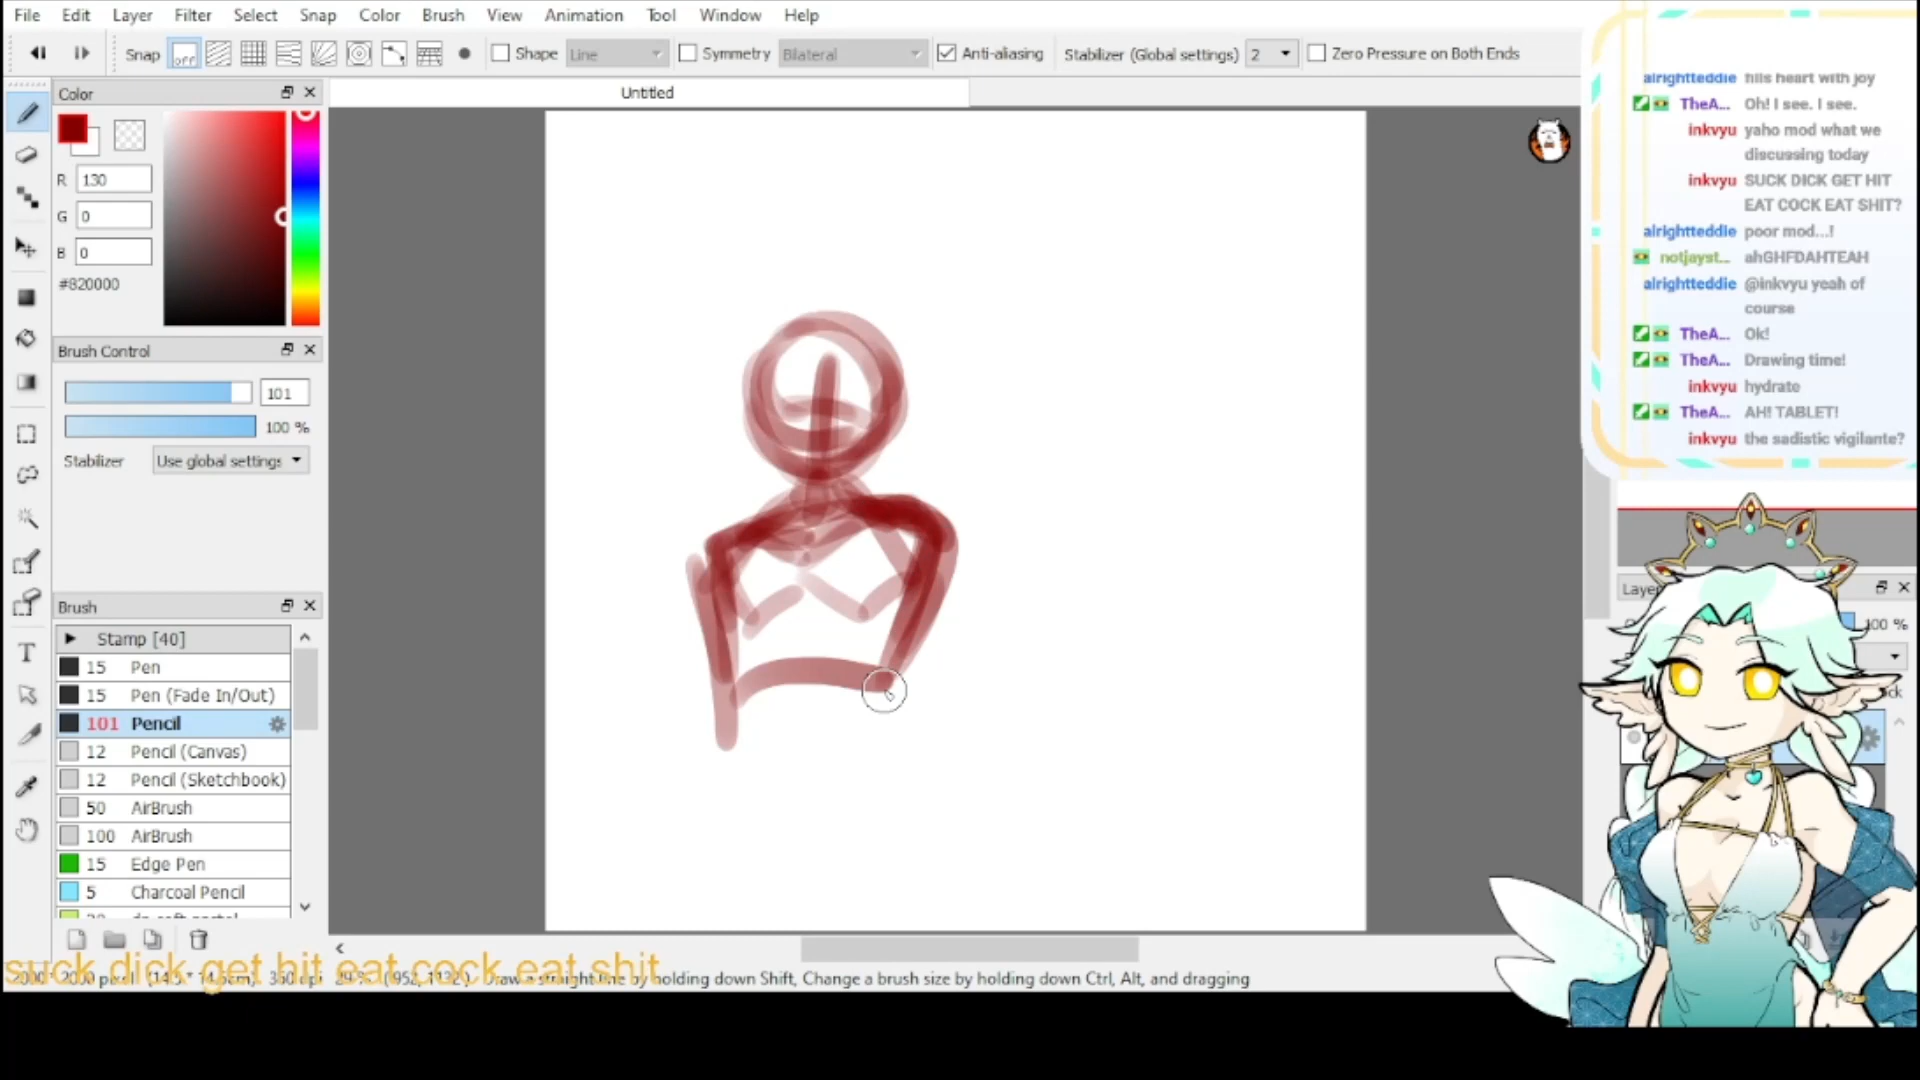 File Edit Layer Filter Select Snap Color Brush View Animation Tool Window Help
Snap off Shape Line Symmetry Bilateral Anti-aliasing Stabilizer (Global settings) 2 Zero Pressure on Both Ends
Color
Untitled
R 130
G 0
B 0
#820000
Brush Control
101
100 %
Stabilizer Use global settings
Brush
Stamp [40]
15 Pen
15 Pen (Fade In/Out)
101 Pencil
12 Pencil (Canvas)
12 Pencil (Sketchbook)
50 AirBrush
100 AirBrush
15 Edge Pen
5 Charcoal Pencil
suck dick get hit eat cock eat shit
holding down Shift, Change a brush size by holding down Ctrl, Alt, and dragging
alrightteddie fills heart with joy
TheA... Oh! I see. I see.
inkvyu yaho mod what we
discussing today
inkvyu SUCK DICK GET HIT
EAT COCK EAT SHIT?
alrightteddie poor mod...!
notjayst... ahGHFDAHTEAH
alrightteddie @inkvyu yeah of
course
TheA... Ok!
TheA... Drawing time!
inkvyu hydrate
TheA... AH! TABLET!
inkvyu the sadistic vigilante?
100 %